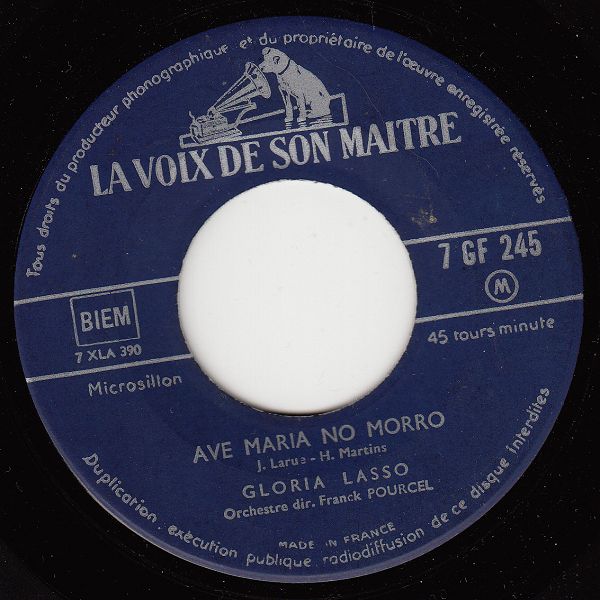 Tous droits du producteur phonographique et du propriétaire de l'œuvre enregistrée réservés
LA VOIX DE SON MAITRE
7 GF 245
M
BIEM
7 XLA 390
45 tours minute
Microsillon
AVE MARIA NO MORRO
J. Larue - H. Martins
GLORIA LASSO
Orchestre dir. Franck POURCEL
MADE IN FRANCE
Duplication, exécution publique, radiodiffusion de ce disque interdites